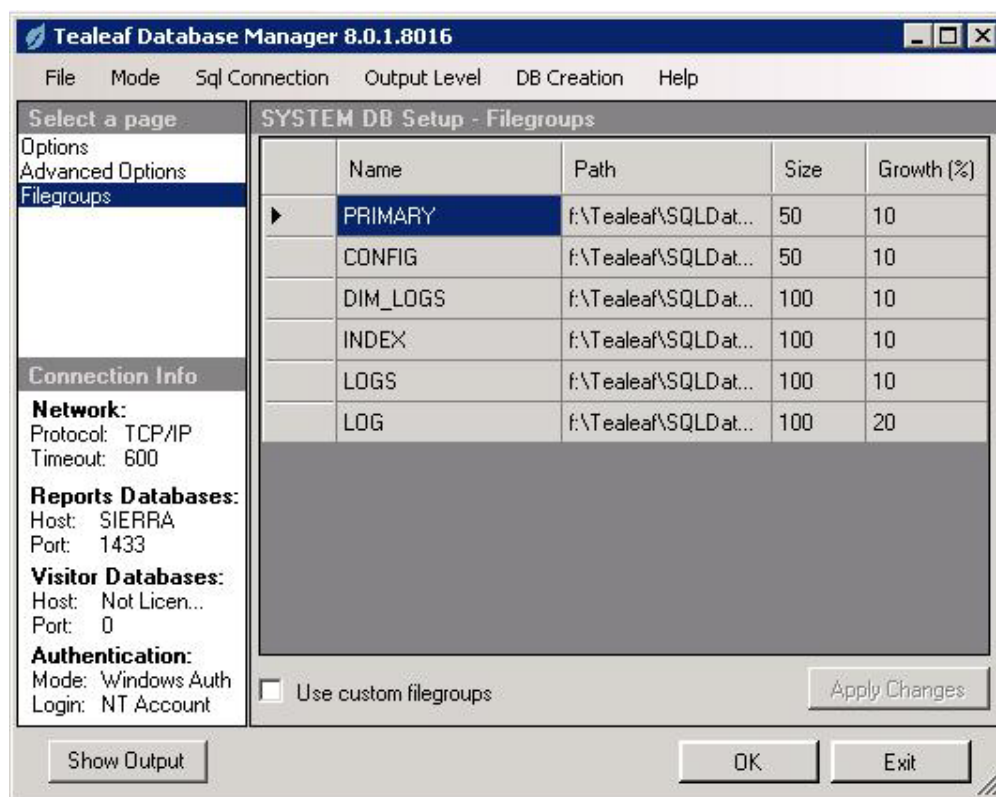 Tealeaf Database Manager 8.0.1.8016
File Mode Sql Connection Output Level DB Creation Help
Select a page
Options
Advanced Options
Filegroups
Connection Info
Network:
Protocol: TCP/IP
Timeout: 600
Reports Databases:
Host: SIERRA
Port: 1433
Visitor Databases:
Host: Not Licen...
Port: 0
Authentication:
Mode: Windows Auth
Login: NT Account
SYSTEM DB Setup - Filegroups
Name Path Size Growth (%)
PRIMARY f:\Tealeaf\SQLDat... 50 10
CONFIG f:\Tealeaf\SQLDat... 50 10
DIM_LOGS f:\Tealeaf\SQLDat... 100 10
INDEX f:\Tealeaf\SQLDat... 100 10
LOGS f:\Tealeaf\SQLDat... 100 10
LOG f:\Tealeaf\SQLDat... 100 20
Use custom filegroups
Apply Changes
Show Output
OK
Exit